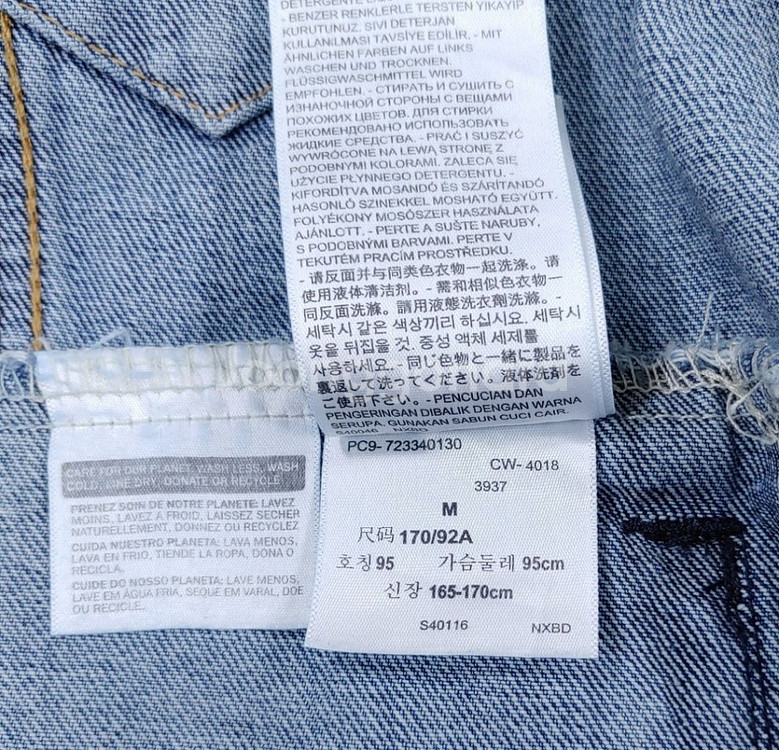 - BENZER RENKLERLE TERSTEN YIKAYIP
KURUTUNUZ. SIVI DETERJAN
KULLANILMASI TAVSİYE EDİLİR. - MIT
ÄHNLICHEN FARBEN AUF LINKS
WASCHEN UND TROCKNEN.
FLÜSSIGWASCHMITTEL WIRD
EMPFOHLEN. - СТИРАТЬ И СУШИТЬ С
ИЗНАНОЧНОЙ СТОРОНЫ С ВЕЩАМИ
ПОХОЖИХ ЦВЕТОВ. ДЛЯ СТИРКИ
РЕКОМЕНДОВАНО ИСПОЛЬЗОВАТЬ
ЖИДКИЕ СРЕДСТВА. - PRAĆ I SUSZYĆ
WYWRÓCONE NA LEWĄ STRONĘ Z
PODOBNYMI KOLORAMI. ZALECA SIĘ
UŻYCIE PŁYNNEGO DETERGENTU. -
KIFORDÍTVA MOSANDÓ ÉS SZÁRÍTANDÓ
HASONLÓ SZINEKKEL MOSHATÓ EGYÜTT.
FOLYÉKONY MOSÓSZER HASZNÁLATA
AJÁNLOTT. - PERTE A SUŠTE NARUBY,
S PODOBNÝMI BARVAMI. PERTE V
TEKUTÉM PRACÍM PROSTŘEDKU.
- 请反面并与同类色衣物一起洗涤。请
使用液体清洁剂。- 需和相似色衣物一
同反面洗滌。請用液態洗衣劑洗滌。-
세탁시 같은 색상끼리 하십시요. 세탁시
옷을 뒤집을 것. 중성 액체 세제를
사용하세요. - 同じ色物と一緒に製品を
裏返して洗ってください。液体洗剤を
ご使用下さい。- PENCUCIAN DAN
PENGERINGAN DIBALIK DENGAN WARNA
SERUPA. GUNAKAN SABUN CUCI CAIR.
PC9- 723340130
CW- 4018
3937
M
尺码 170/92A
호칭 95 가슴둘레 95cm
신장 165-170cm
S40116 NXBD
CARE FOR OUR PLANET. WASH LESS, WASH
COLD, LINE DRY, DONATE OR RECYCLE
PRENEZ SOIN DE NOTRE PLANETE: LAVEZ
MOINS, LAVEZ A FROID, LAISSEZ SECHER
NATURELLEMENT, DONNEZ OU RECYCLEZ
CUIDA NUESTRO PLANETA: LAVA MENOS,
LAVA EN FRIO, TIENDE LA ROPA, DONA O
RECICLA.
CUIDE DO NOSSO PLANETA: LAVE MENOS,
LAVE EM ÁGUA FRIA, SEQUE EM VARAL, DOE
OU RECICLE.